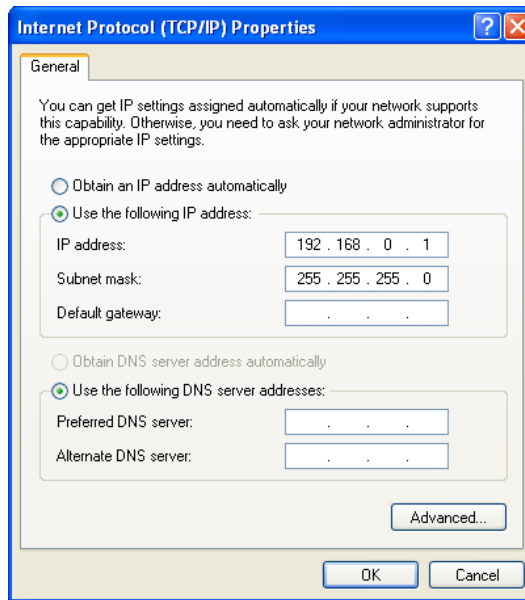 Internet Protocol (TCP/IP) Properties
General
You can get IP settings assigned automatically if your network supports
this capability. Otherwise, you need to ask your network administrator for
the appropriate IP settings.
Obtain an IP address automatically
Use the following IP address:
IP address: 192 . 168 . 0 . 1
Subnet mask: 255 . 255 . 255 . 0
Default gateway: . . .
Obtain DNS server address automatically
Use the following DNS server addresses:
Preferred DNS server: . . .
Alternate DNS server: . . .
Advanced...
OK Cancel